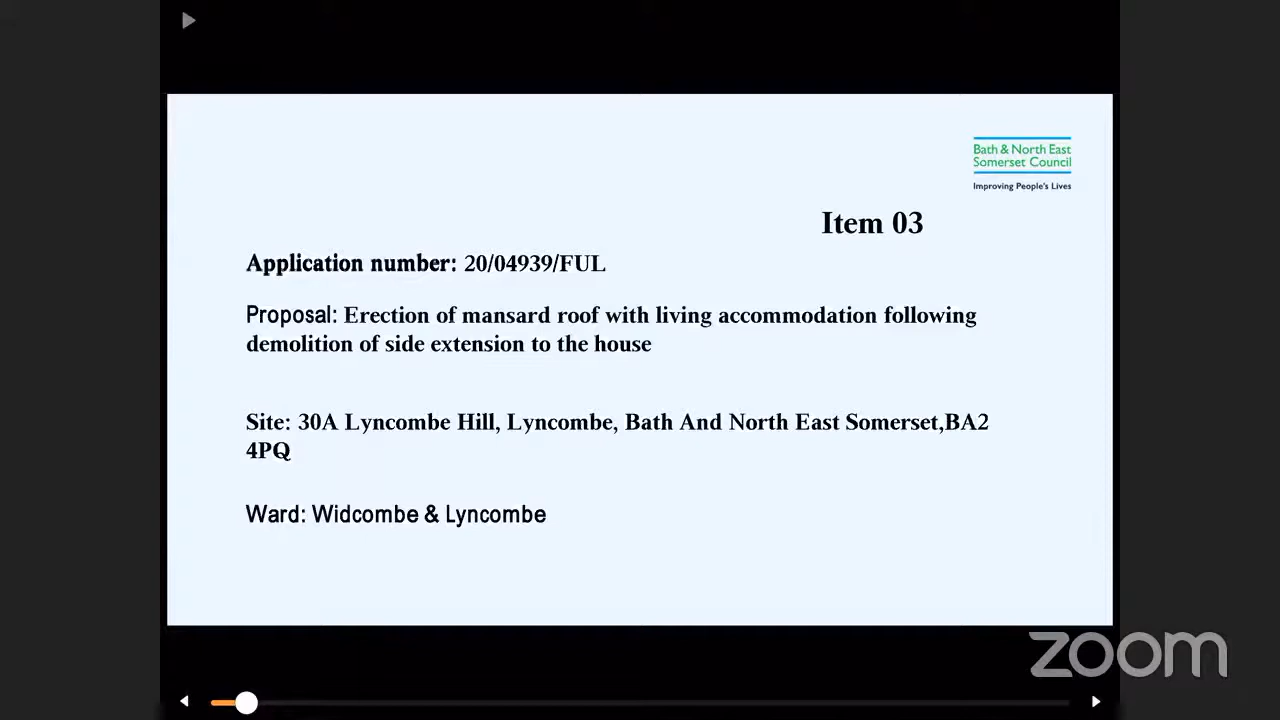 Bath & North East
Somerset Council
Improving People's Lives
Item 03
Application number: 20/04939/FUL
Proposal: Erection of mansard roof with living accommodation following
demolition of side extension to the house
Site: 30A Lyncombe Hill, Lyncombe, Bath And North East Somerset,BA2
4PQ
Ward: Widcombe & Lyncombe
zoom